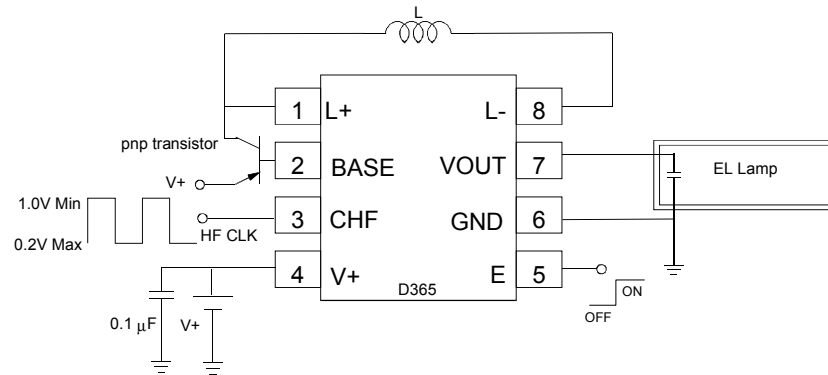 L
1 L+ L- 8
pnp transistor
2 BASE VOUT 7 EL Lamp
V+
1.0V Min
3 CHF GND 6
HF CLK
0.2V Max
4 V+ E 5
D365
ON
OFF
0.1 μF V+